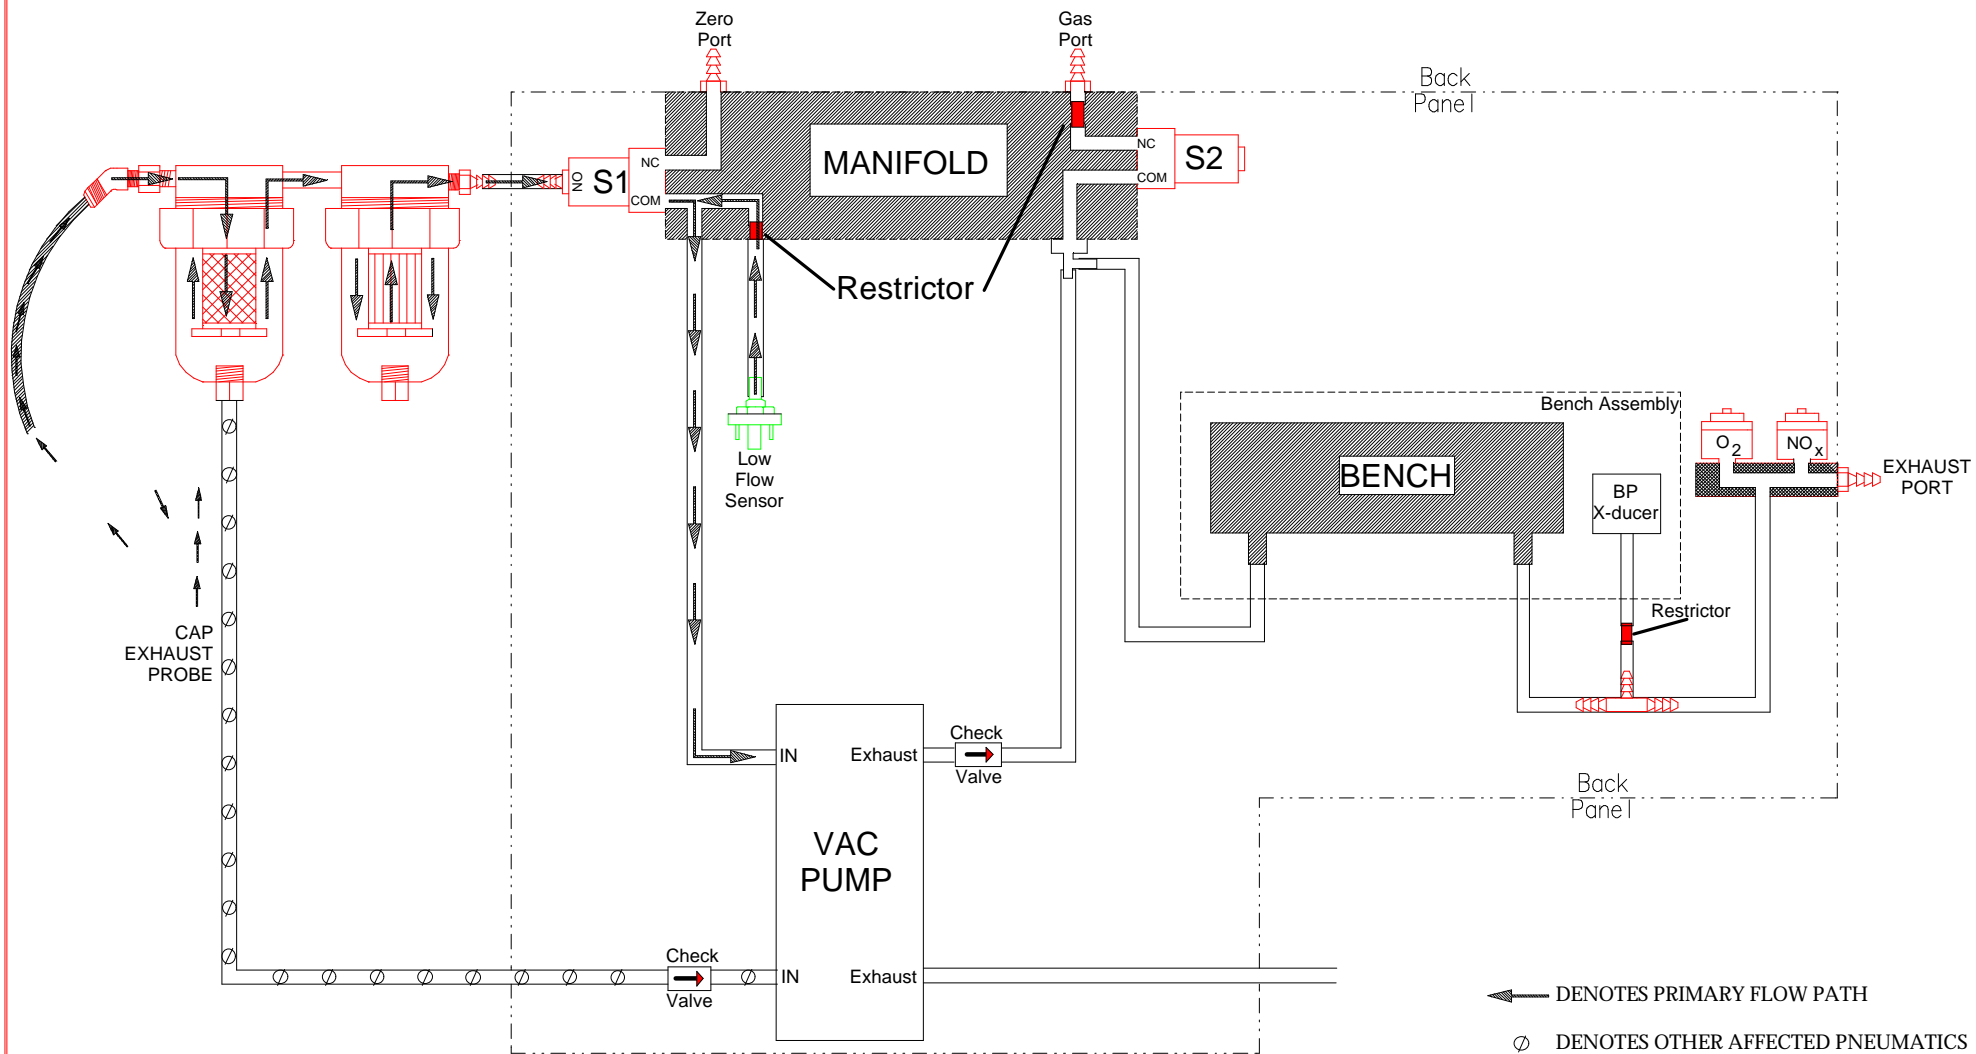 Zero
Port
Gas
Port
Back
Panel
NC
NO
S1
COM
MANIFOLD
NC
S2
COM
Restrictor
Low
Flow
Sensor
Bench Assembly
BENCH
BP
X-ducer
O2
NOx
EXHAUST
PORT
Restrictor
CAP
EXHAUST
PROBE
Check
Valve
IN
Exhaust
VAC
PUMP
Back
Panel
Check
Valve
IN
Exhaust
DENOTES PRIMARY FLOW PATH
DENOTES OTHER AFFECTED PNEUMATICS